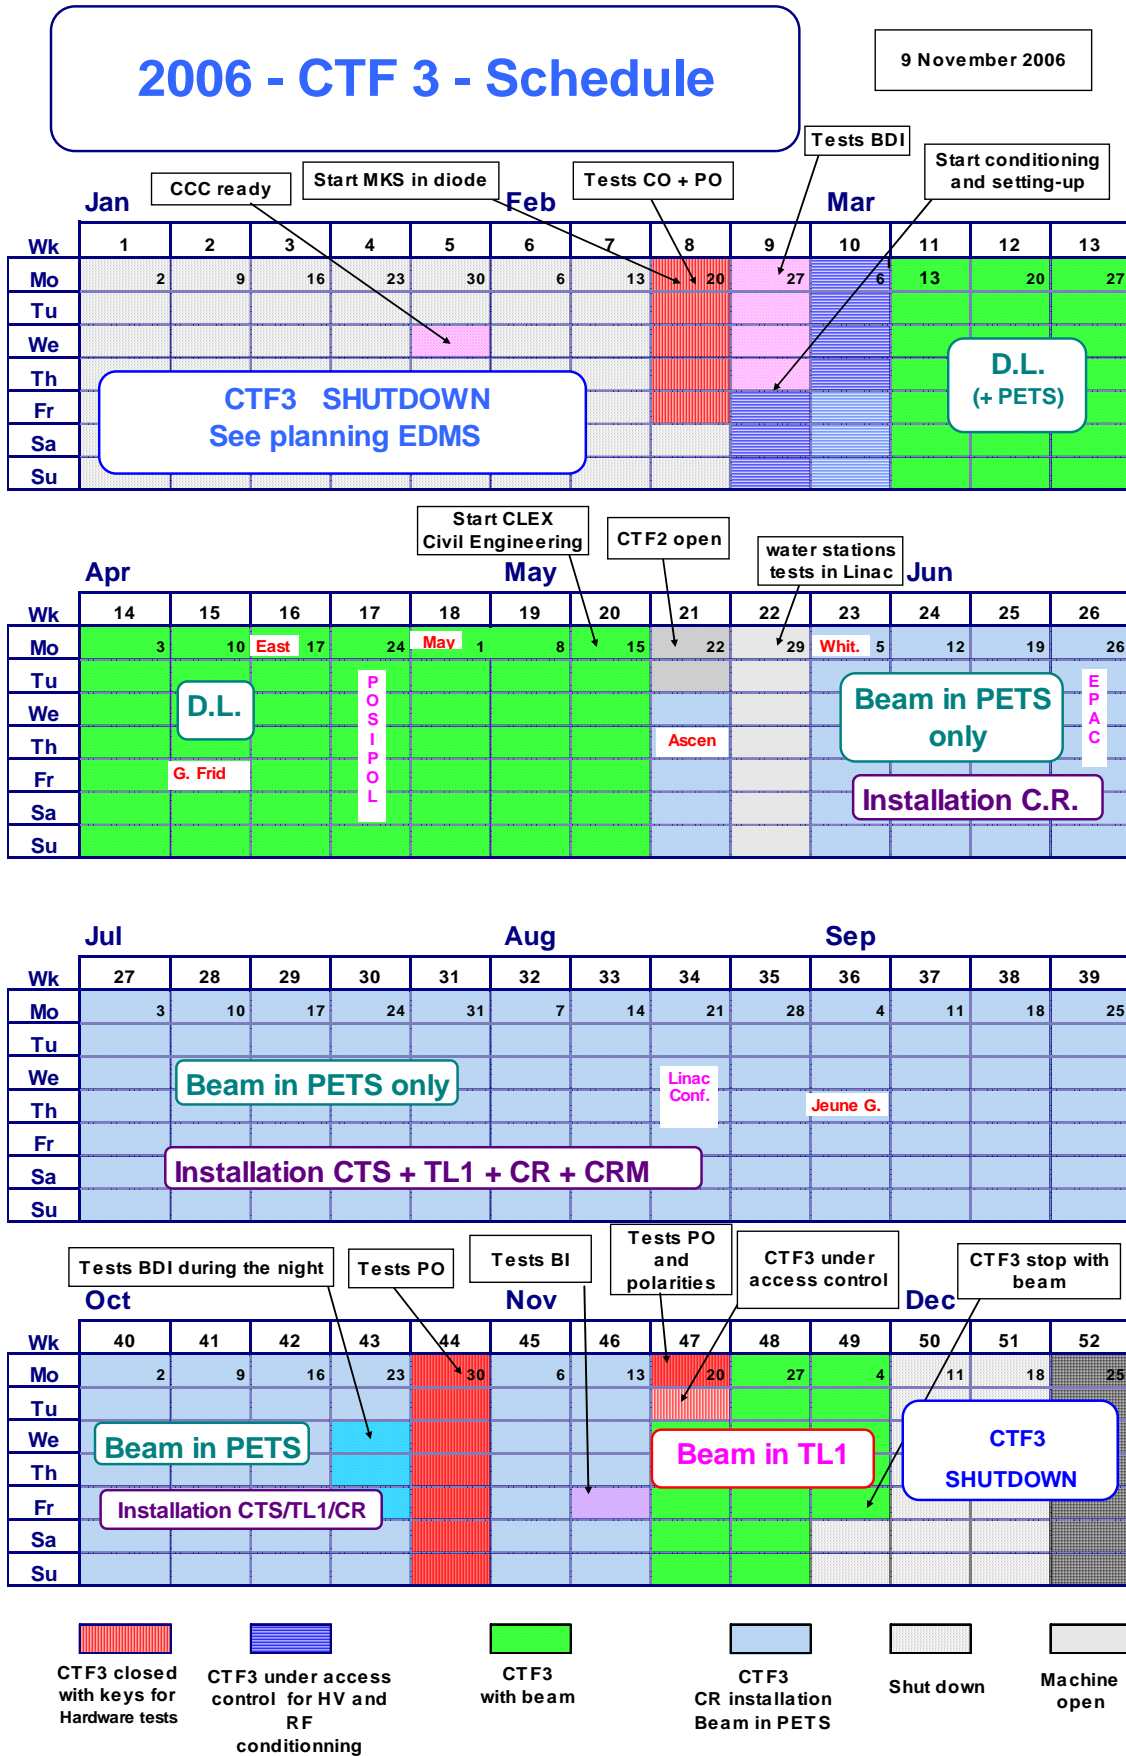 2006 - CTF 3 - Schedule
9 November 2006
Tests BDI
CCC ready
Start MKS in diode
Tests CO + PO
Start conditioning
and setting-up
Jan
Feb
Mar
Wk 1 2 3 4 5 6 7 8 9 10 11 12 13
Mo 2 9 16 23 30 6 13 20 27 6 13 20 27
Tu
We
Th
Fr
Sa
Su
CTF3 SHUTDOWN
See planning EDMS
D.L.
(+ PETS)
Start CLEX
Civil Engineering
CTF2 open
water stations
tests in Linac
Apr
May
Jun
Wk 14 15 16 17 18 19 20 21 22 23 24 25 26
Mo 3 10 East 17 24 May 1 8 15 22 29 Whit. 5 12 19 26
Tu
We
Th
Fr
Sa
Su
D.L.
G. Frid
POSIPOL
Ascen
Beam in PETS
only
EPAC
Installation C.R.
Jul
Aug
Sep
Wk 27 28 29 30 31 32 33 34 35 36 37 38 39
Mo 3 10 17 24 31 7 14 21 28 4 11 18 25
Tu
We
Th
Fr
Sa
Su
Beam in PETS only
Linac
Conf.
Jeune G.
Installation CTS + TL1 + CR + CRM
Tests BDI during the night
Tests PO
Tests BI
Tests PO
and
polarities
CTF3 under
access control
CTF3 stop with
beam
Oct
Nov
Dec
Wk 40 41 42 43 44 45 46 47 48 49 50 51 52
Mo 2 9 16 23 30 6 13 20 27 4 11 18 25
Tu
We
Th
Fr
Sa
Su
Beam in PETS
Installation CTS/TL1/CR
Beam in TL1
CTF3
SHUTDOWN
CTF3 closed
with keys for
Hardware tests
CTF3 under access
control for HV and
RF
conditionning
CTF3
with beam
CTF3
CR installation
Beam in PETS
Shut down
Machine
open